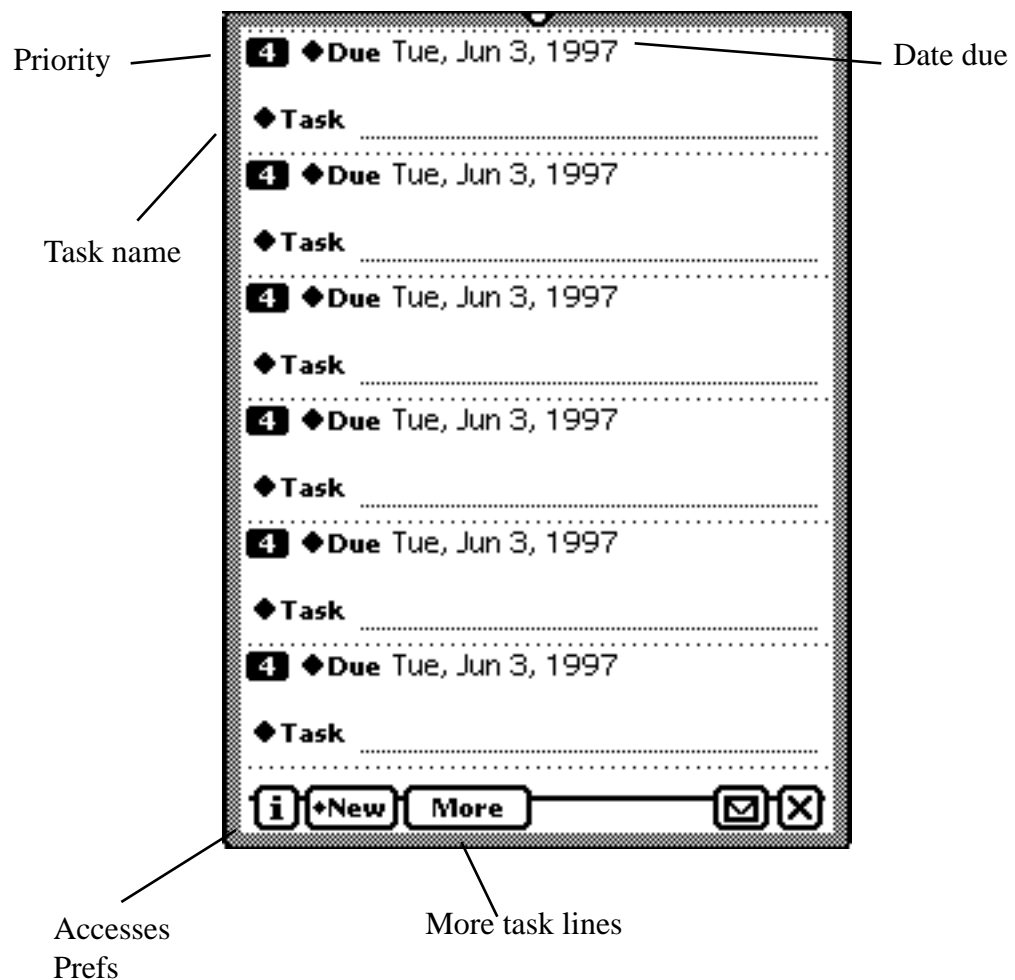 Priority
4 ◆Due Tue, Jun 3, 1997
Date due
◆Task
4 ◆Due Tue, Jun 3, 1997
Task name
◆Task
4 ◆Due Tue, Jun 3, 1997
◆Task
4 ◆Due Tue, Jun 3, 1997
◆Task
4 ◆Due Tue, Jun 3, 1997
◆Task
4 ◆Due Tue, Jun 3, 1997
◆Task
i ◆New More X
Accesses
Prefs
More task lines